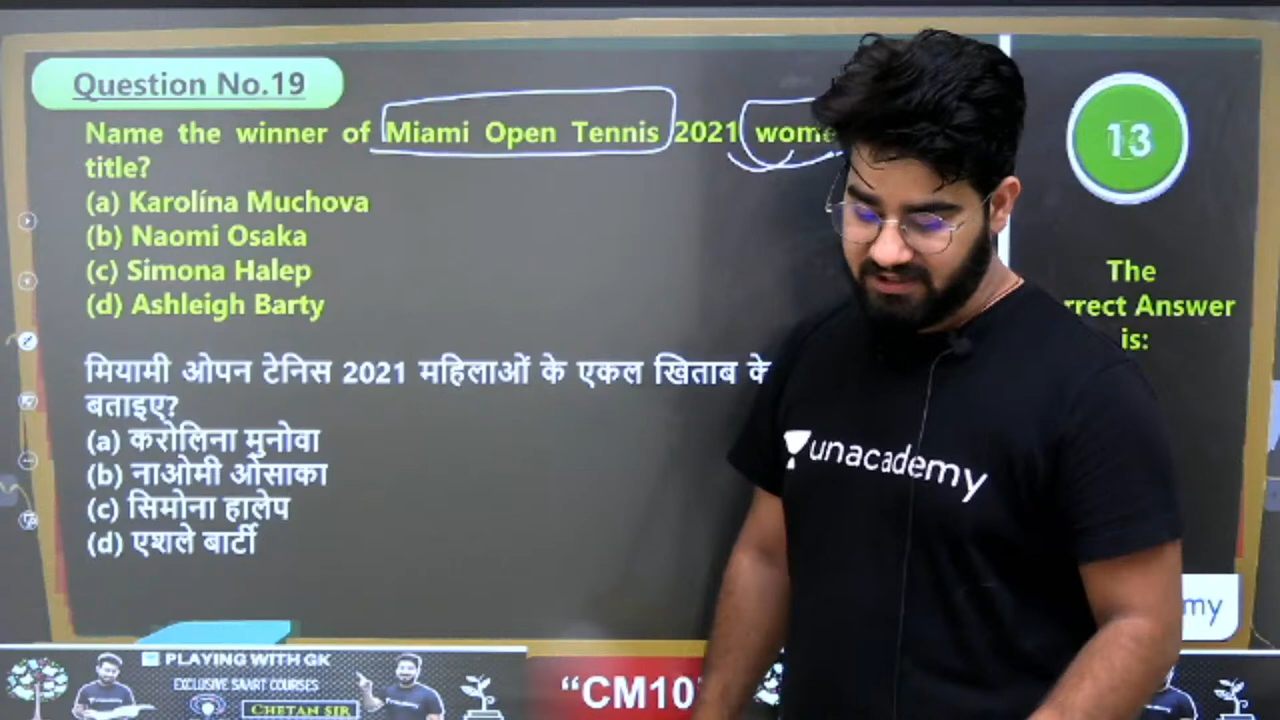 Question No.19
Name the winner of Miami Open Tennis 2021
title?
(a) Karolína Muchova
(b) Naomi Osaka
(c) Simona Halep
(d) Ashleigh Barty
मियामी ओपन टेनिस 2021 महिलाओं के एकल खिताब के
बताइए?
(a) करोलिना मुनोवा
(b) नाओमी ओसाका
(c) सिमोना हालेप
(d) एशले बार्टी
13
The
rrect Answer
is:
unacademy
my
PLAYING WITH GK
EXCLUSIVE SAART COURSES
CHETAN SIR
"CM10